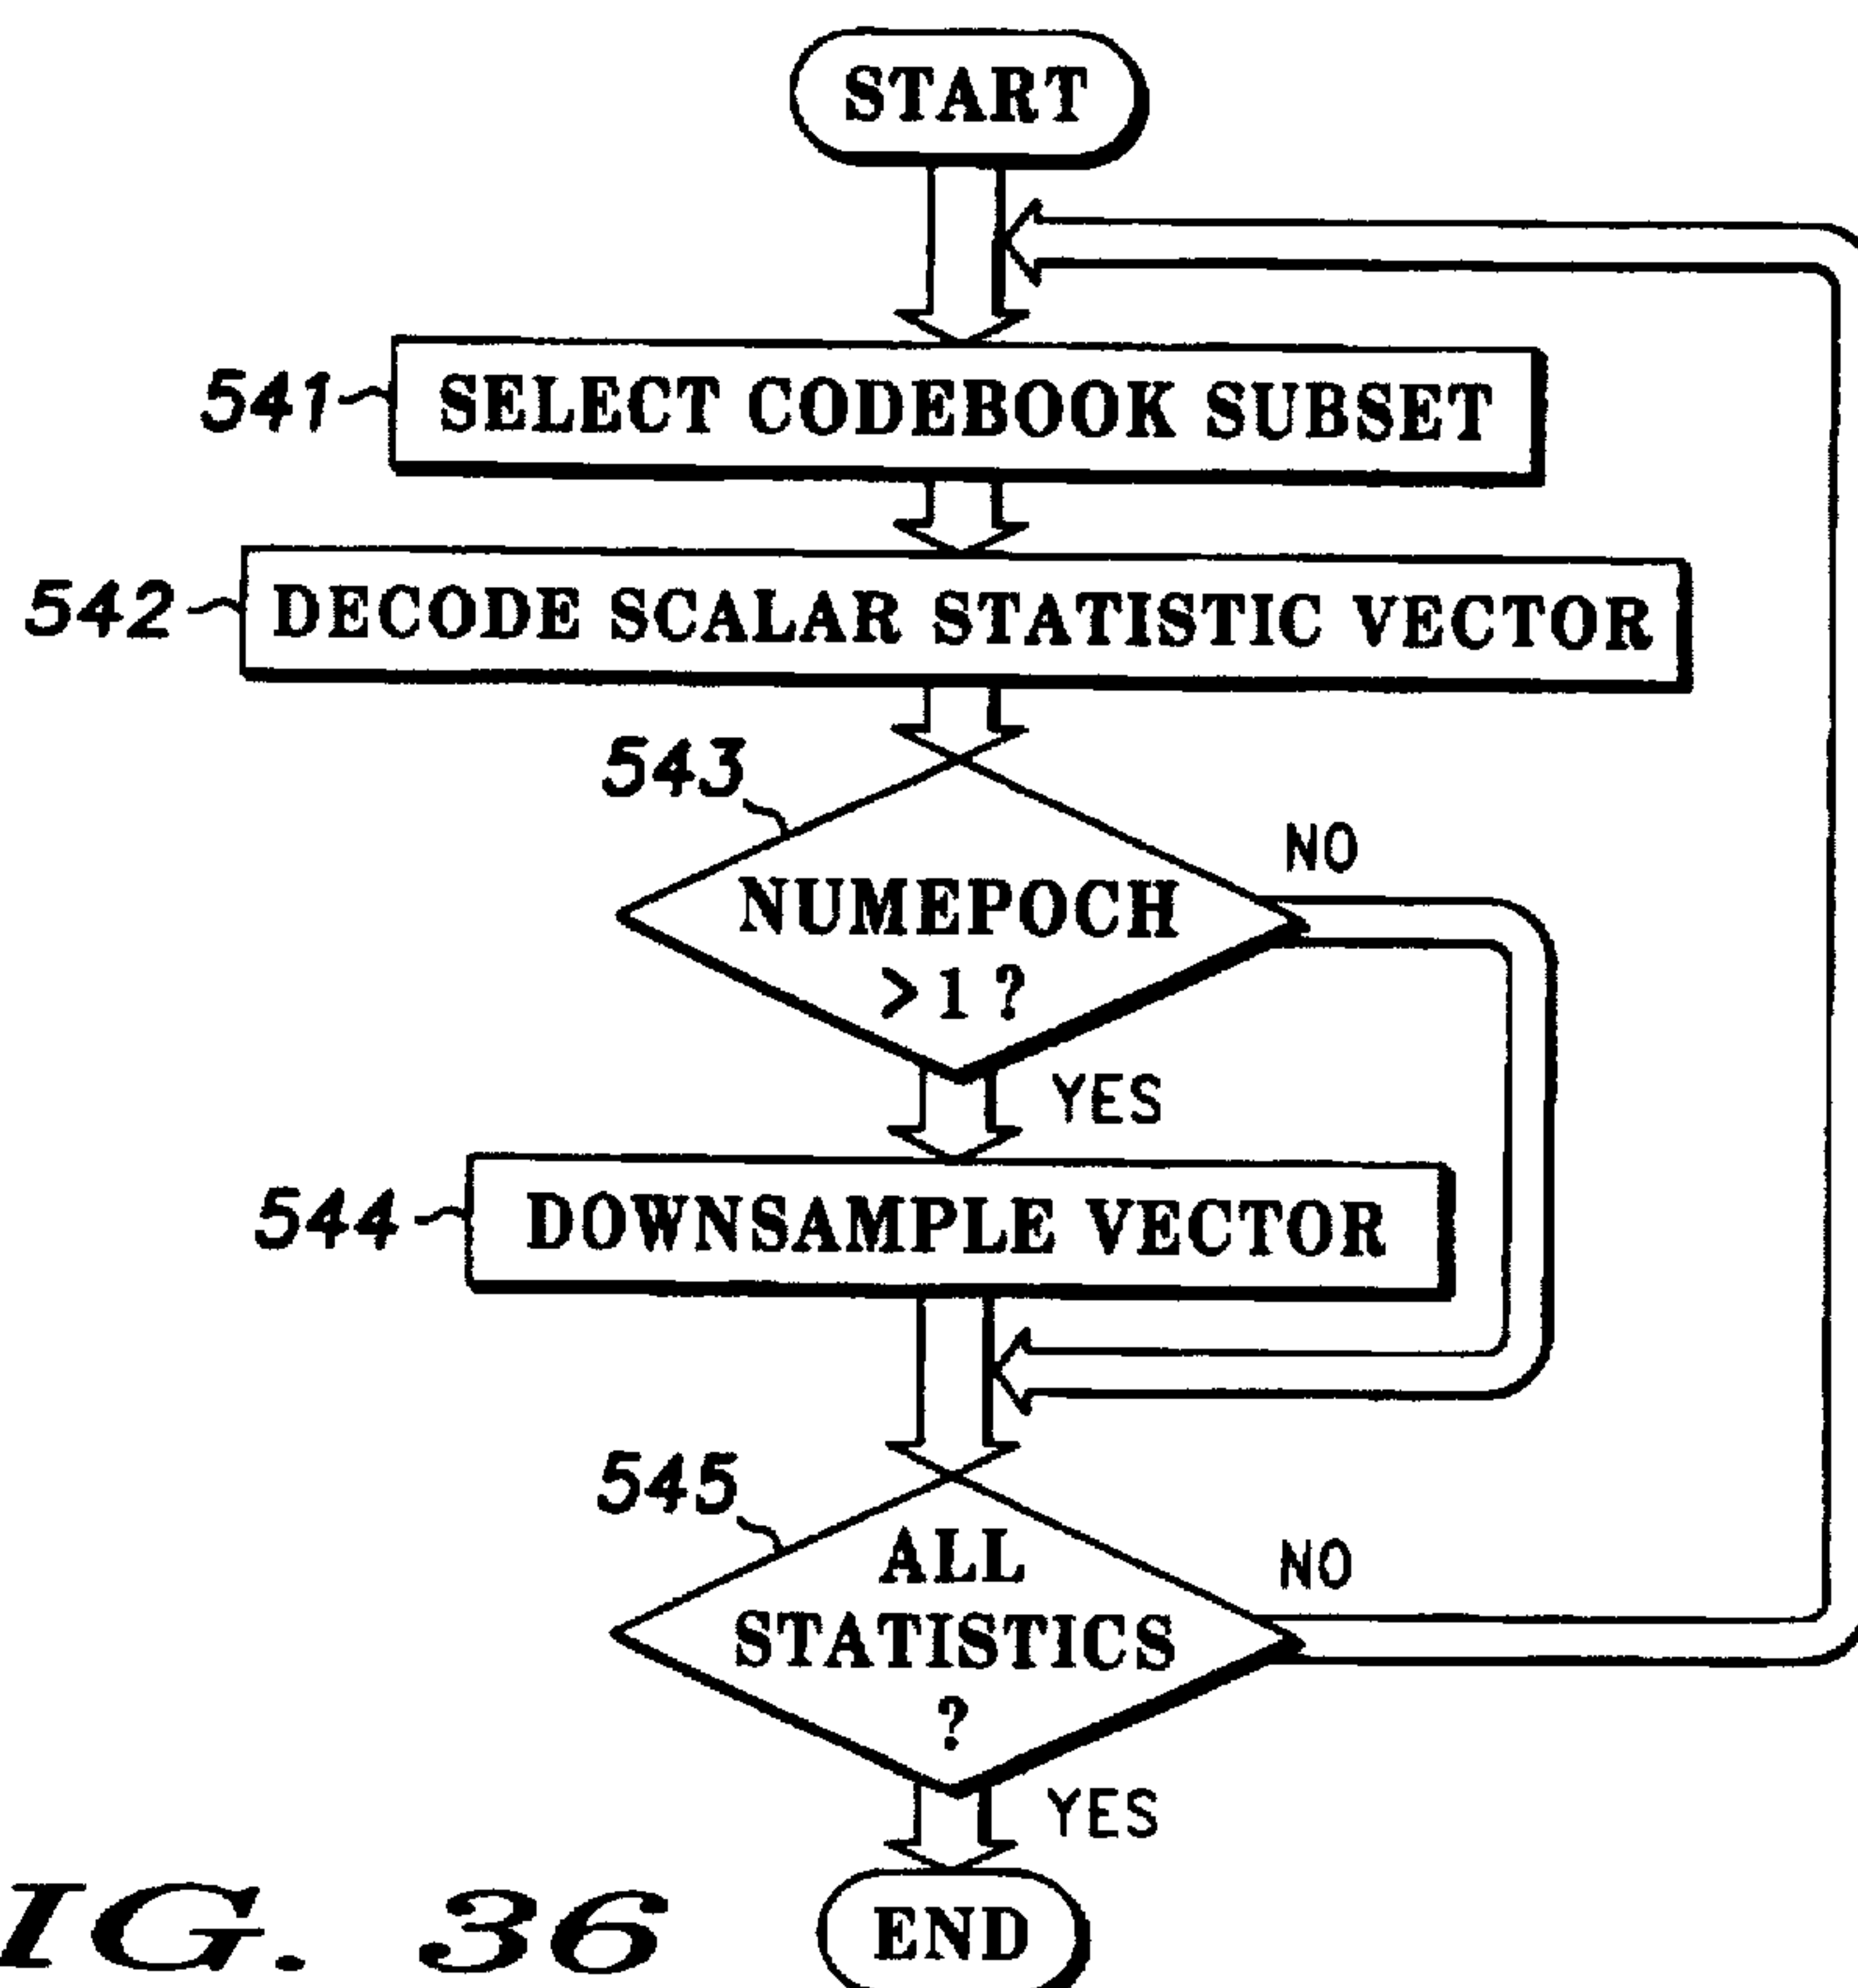 START
541 SELECT CODEBOOK SUBSET
542 DECODE SCALAR STATISTIC VECTOR
543
NUMEPOCH
>1?
NO
YES
544 DOWNSAMPLE VECTOR
545
ALL
STATISTICS
?
NO
YES
END
IG. 36